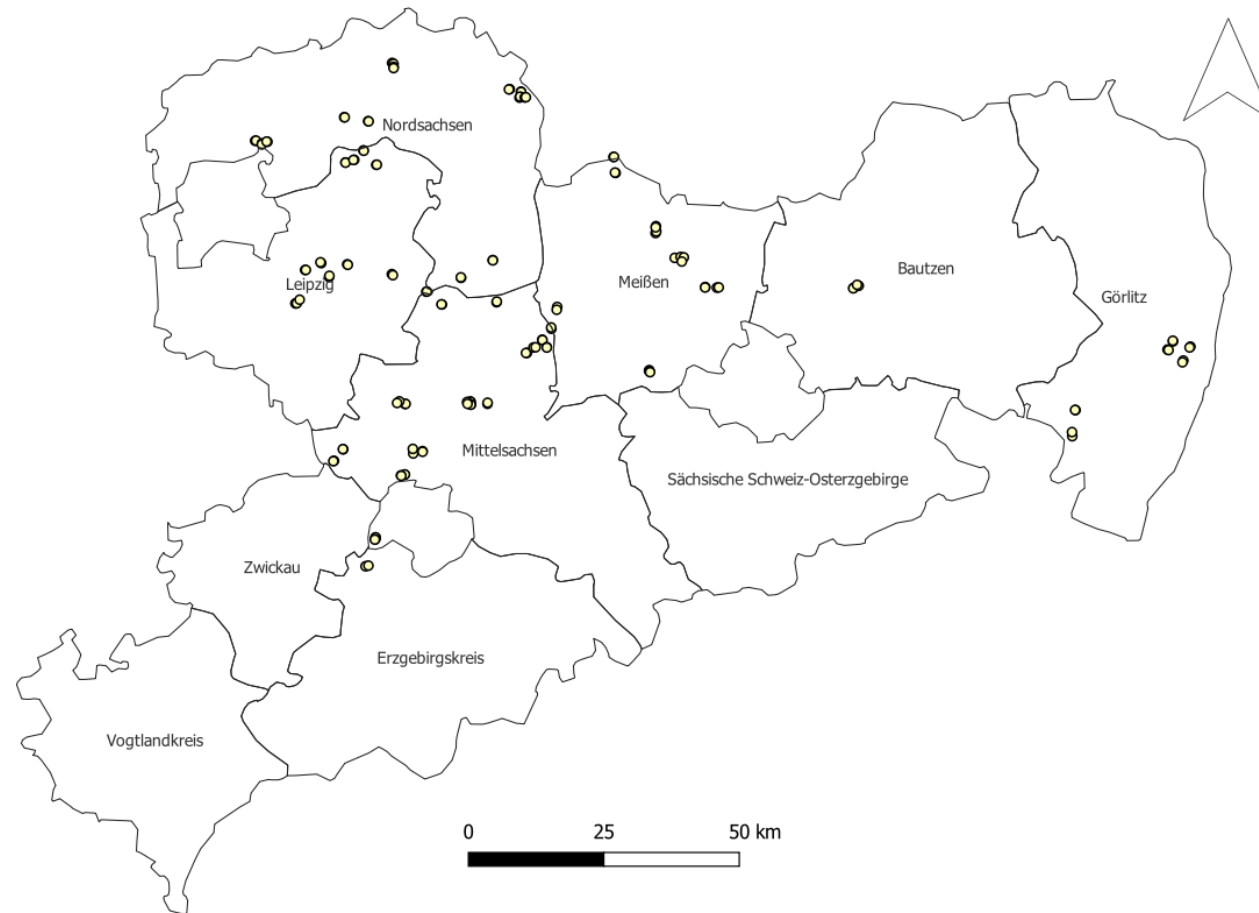 Nordsachsen
Leipzig
Meißen
Bautzen
Görlitz
Mittelsachsen
Sächsische Schweiz-Osterzgebirge
Zwickau
Erzgebirgskreis
Vogtlandkreis
0 25 50 km